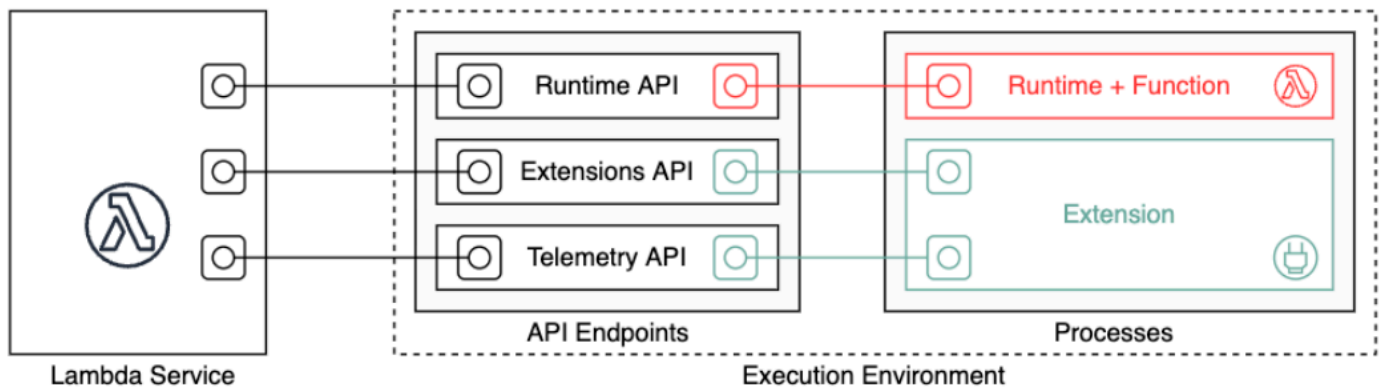 Runtime API
Runtime + Function
Extensions API
Extension
Telemetry API
API Endpoints
Processes
Lambda Service
Execution Environment